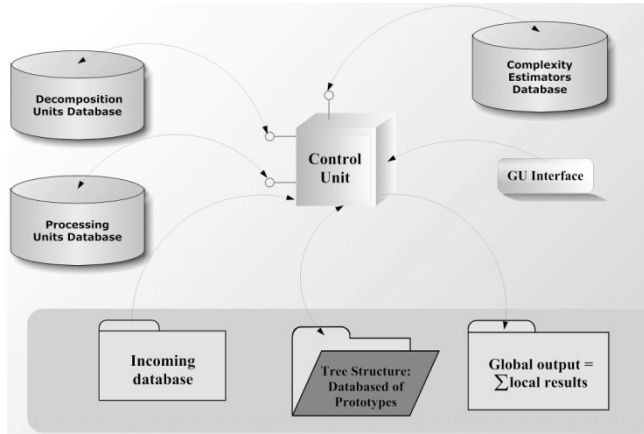 Decomposition
Units Database
Complexity
Estimators
Database
Control
Unit
GU Interface
Processing
Units Database
Incoming
database
Tree Structure:
Databased of
Prototypes
Global output =
∑local results